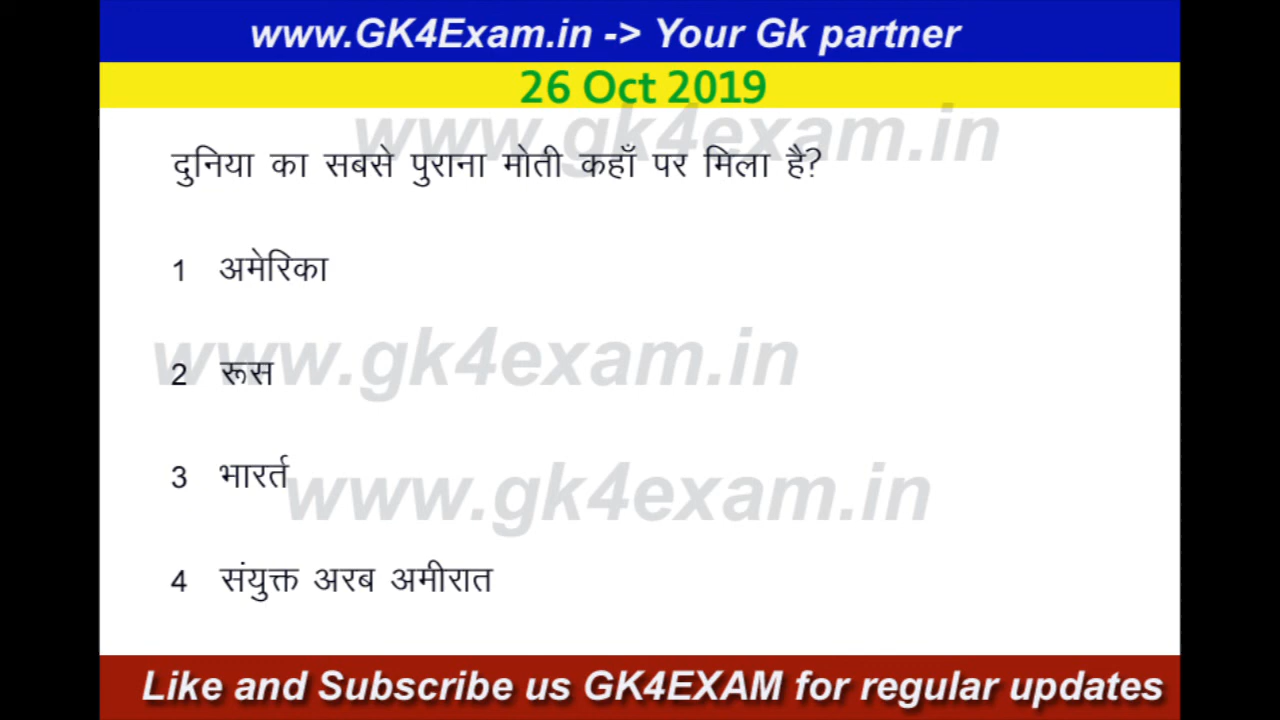 www.GK4Exam.in -> Your Gk partner
26 Oct 2019
www.gk4exam.in
दुनिया का सबसे पुराना मोती कहाँ पर मिला है?
1 अमेरिका
www.gk4exam.in
2 रूस
3 भारर्त
www.gk4exam.in
4 संयुक्त अरब अमीरात
Like and Subscribe us GK4EXAM for regular updates